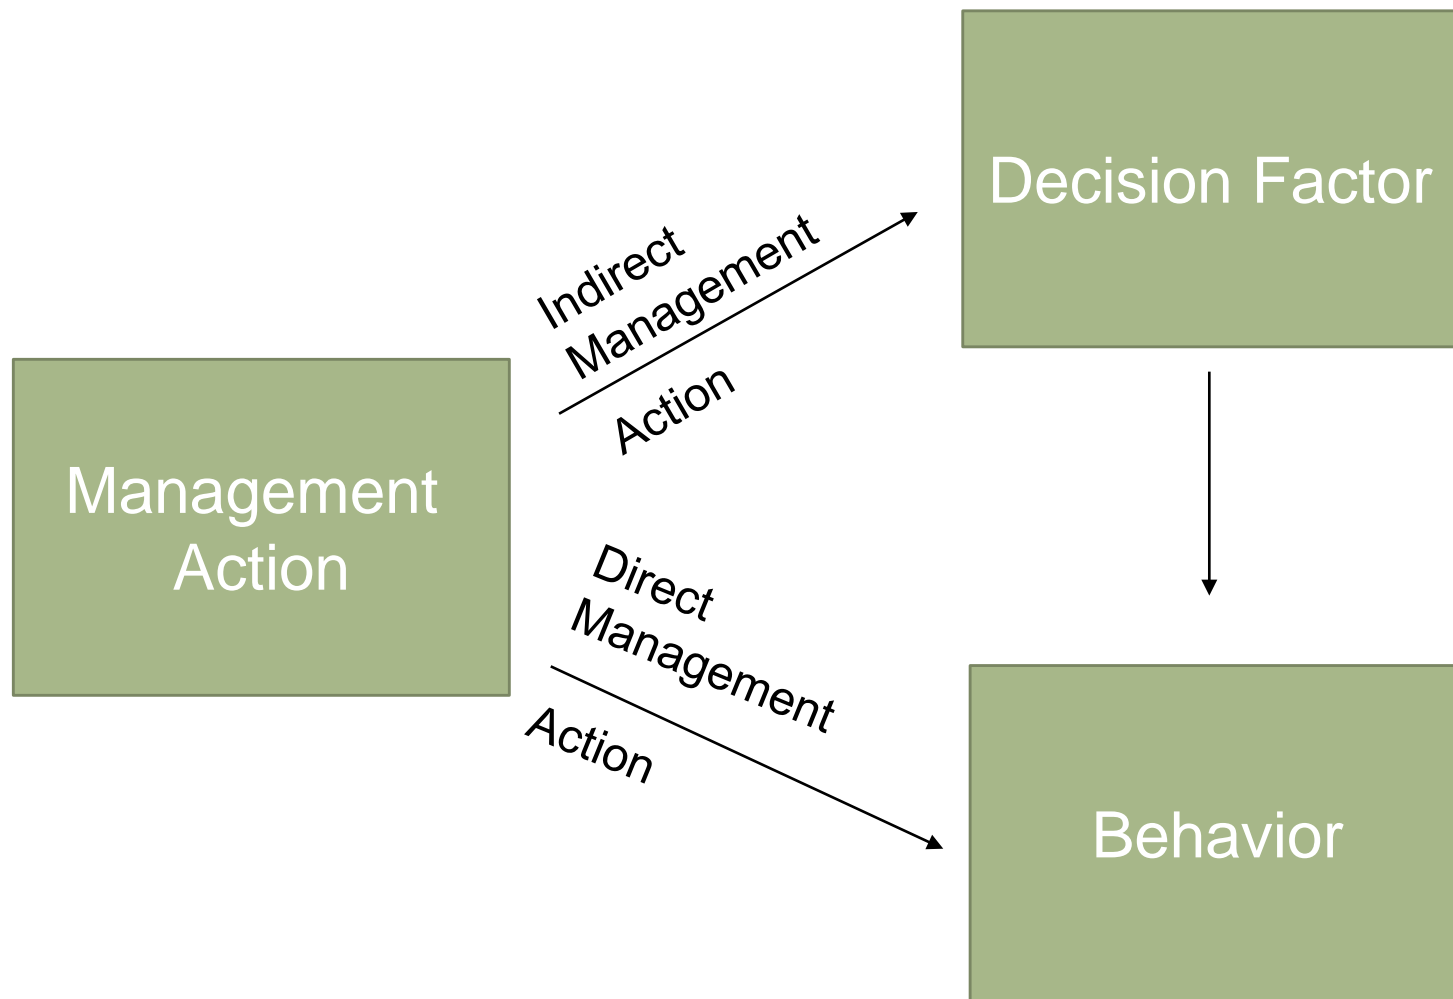 Decision Factor
Indirect
Management
Action
Management
Action
Direct
Management
Action
Behavior